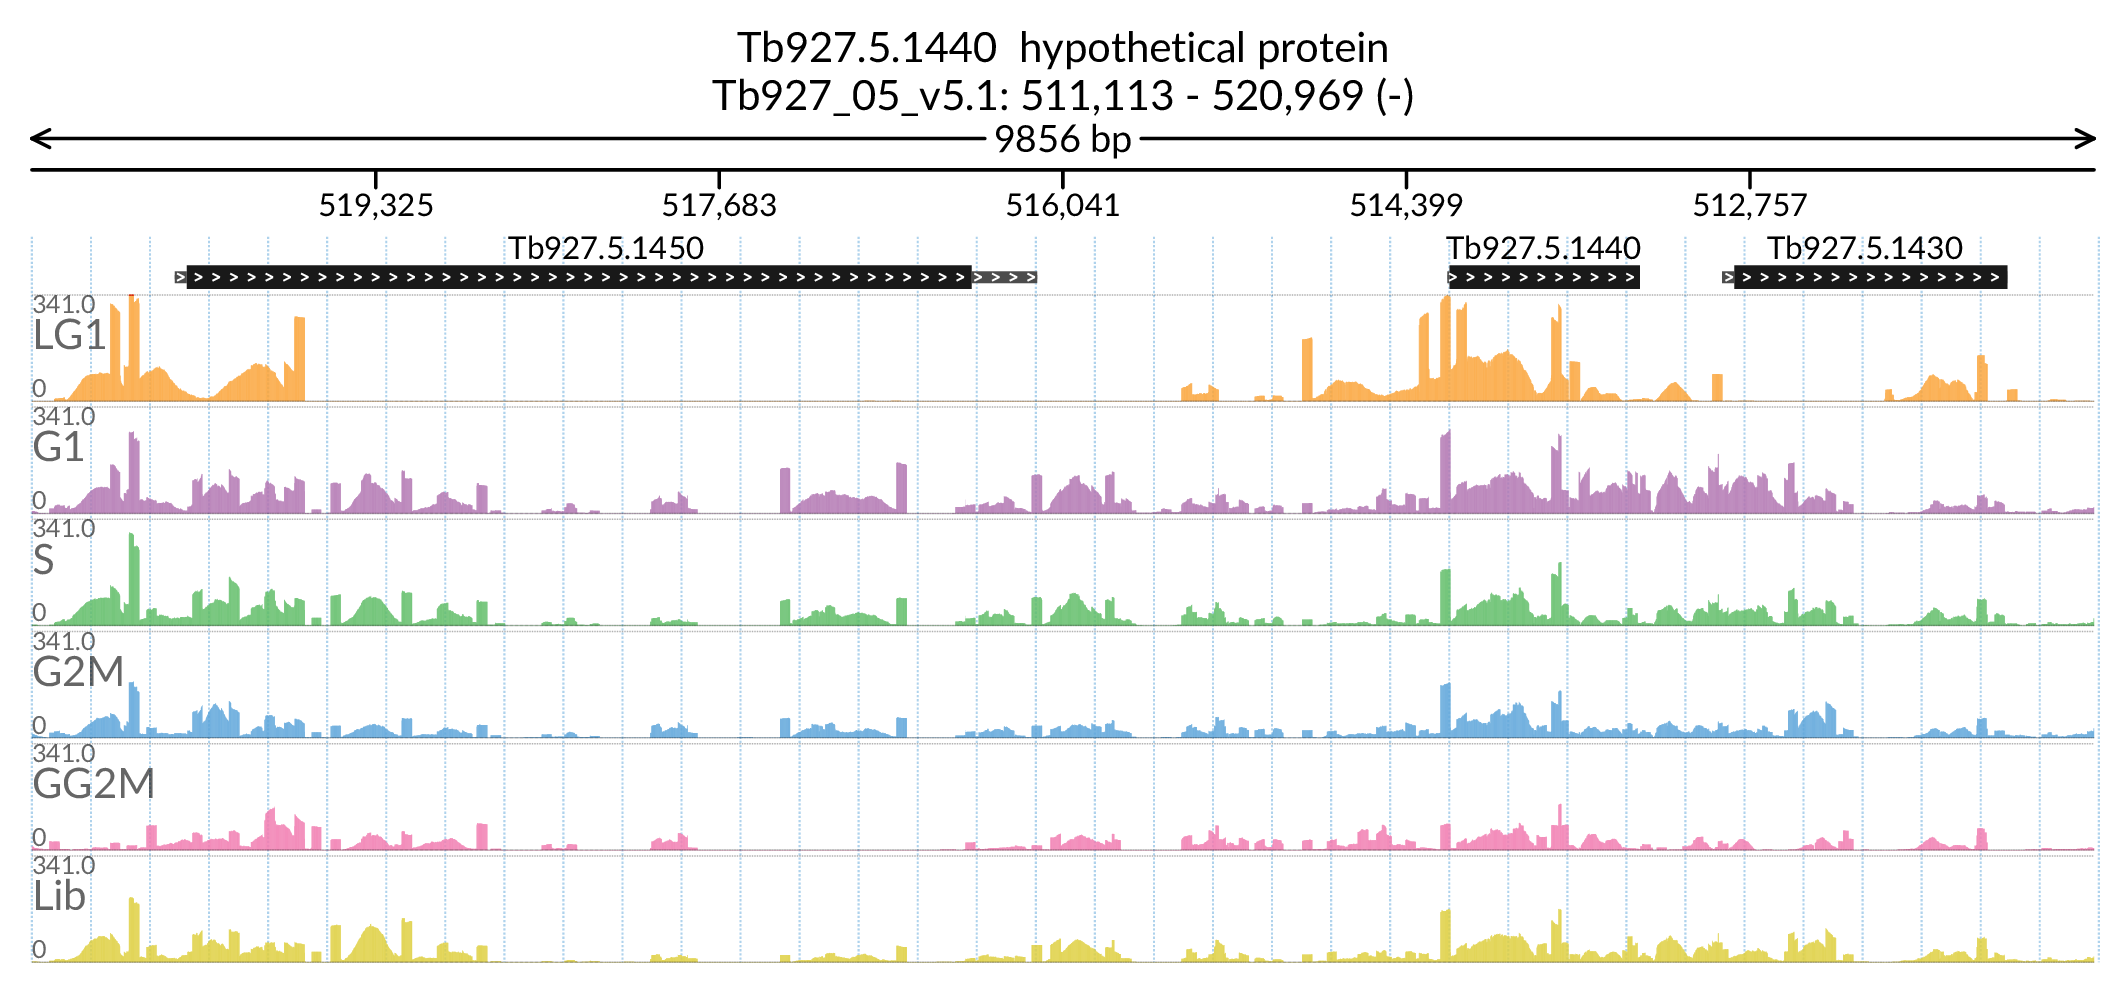 Tb927.5.1440  hypothetical protein
Tb927_05_v5.1: 511,113 - 520,969 (-)
9856 bp
519,325 517,683 516,041 514,399 512,757
Tb927.5.1450 Tb927.5.1440 Tb927.5.1430
341.0
LG1
0
341.0
G1
0
341.0
S
0
341.0
G2M
0
341.0
GG2M
0
341.0
Lib
0